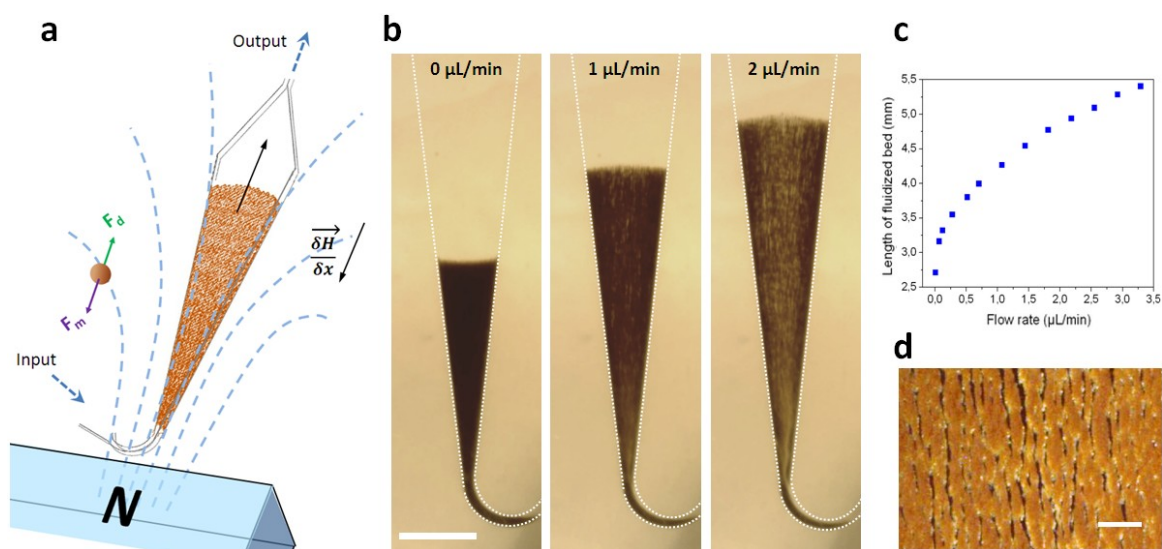 a
Output
F_d
F_m
δH
δx
Input
N
b
0 µL/min
1 µL/min
2 µL/min
c
Length of fluidized bed (mm)
5,5
5,0
4,5
4,0
3,5
3,0
2,5
0,0 0,5 1,0 1,5 2,0 2,5 3,0 3,5
Flow rate (µL/min)
d